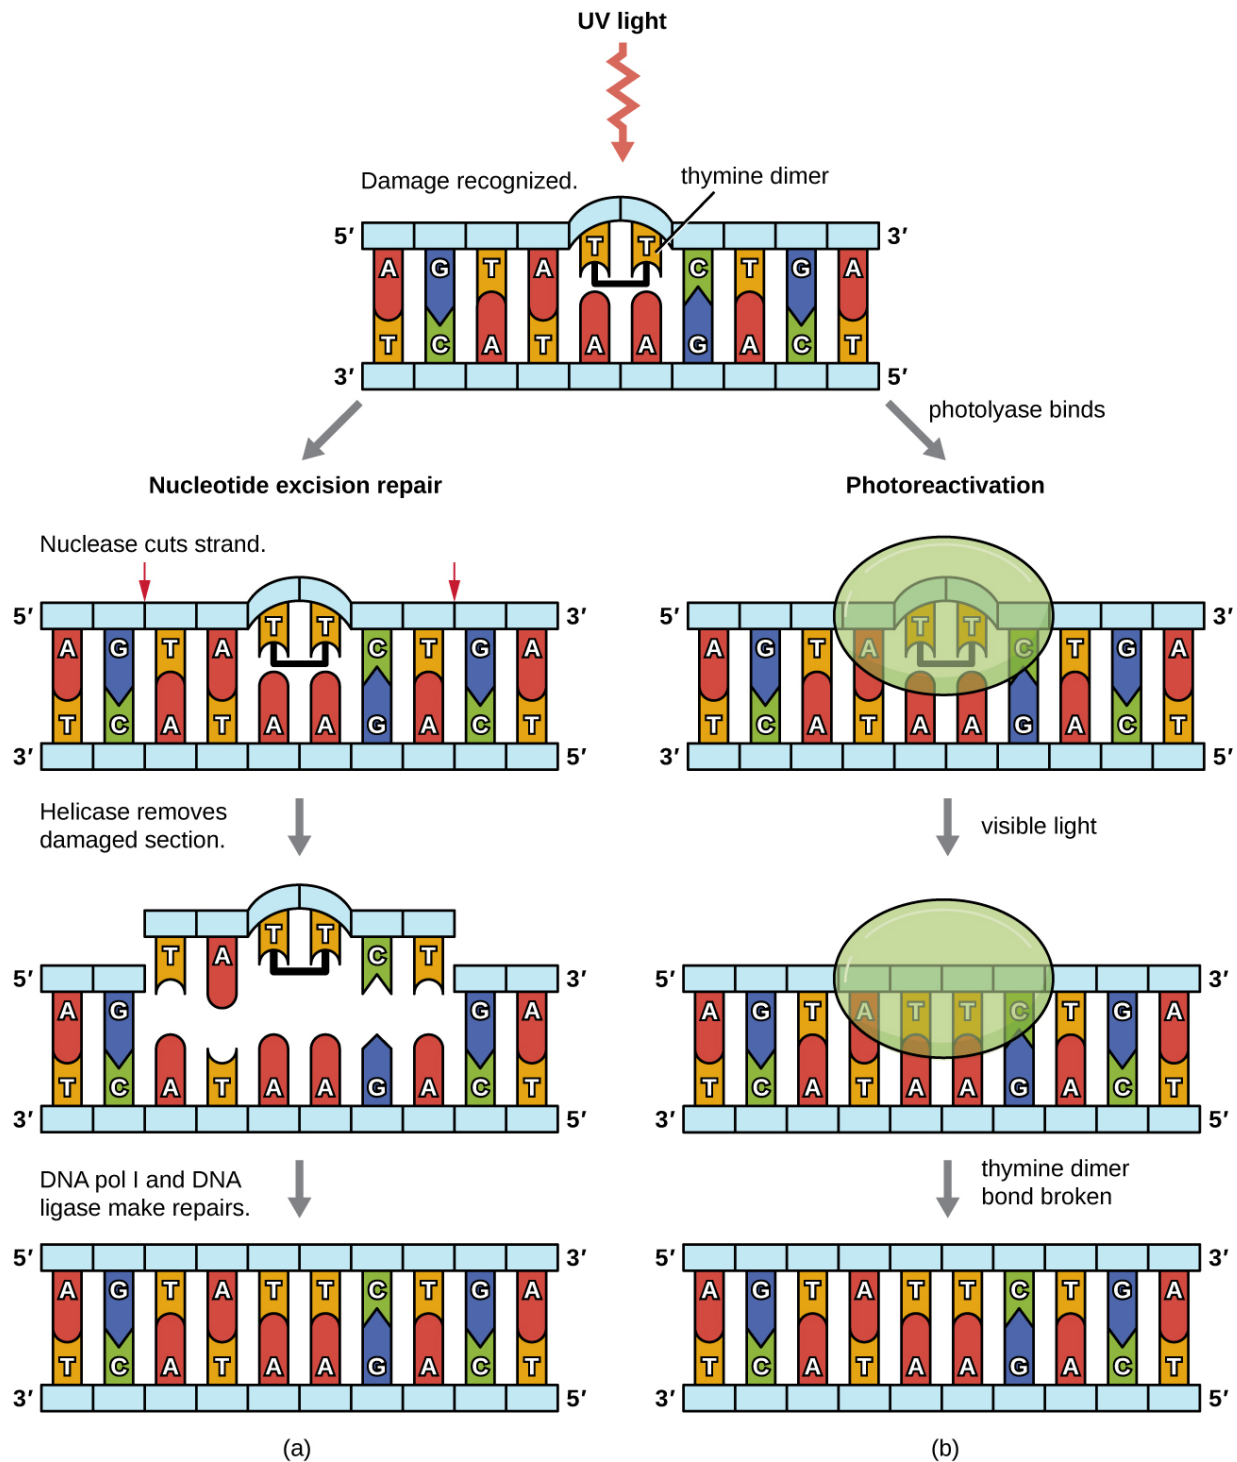 UV light
Damage recognized.
thymine dimer
5′ 3′
A G T A T T C T G A
T C A T A A G A C T
3′ 5′
photolyase binds
Nucleotide excision repair
Nuclease cuts strand.
5′ 3′
A G T A T T C T G A
T C A T A A G A C T
3′ 5′
Helicase removes
damaged section.
T A T T C T
5′ 3′
A G G A
T C A T A A G A C T
3′ 5′
DNA pol I and DNA
ligase make repairs.
5′ 3′
A G T A T T C T G A
T C A T A A G A C T
3′ 5′
(a)
Photoreactivation
5′ 3′
A G T A T T C T G A
T C A T A A G A C T
3′ 5′
visible light
5′ 3′
A G T A T T C T G A
T C A T A A G A C T
3′ 5′
thymine dimer
bond broken
5′ 3′
A G T A T T C T G A
T C A T A A G A C T
3′ 5′
(b)